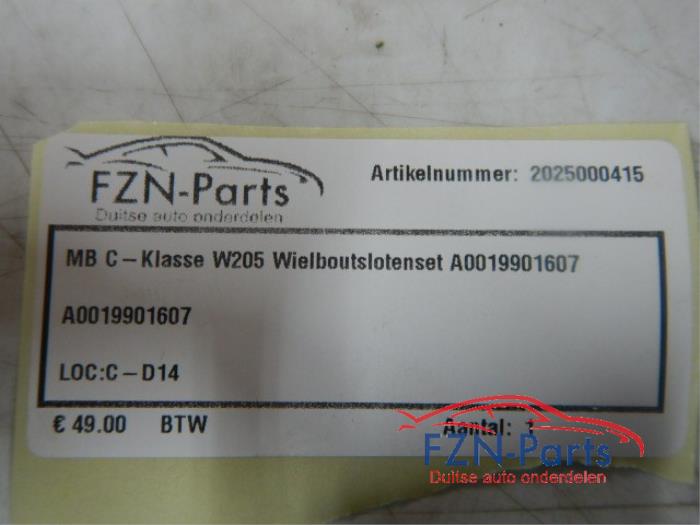 FZN-Parts
Duitse auto onderdelen
Artikelnummer: 2025000415
MB C-Klasse W205 Wielboutslotenset A0019901607
A0019901607
LOC:C-D14
€ 49.00 BTW
Aantal: 1
FZN-Parts
Duitse auto onderdelen